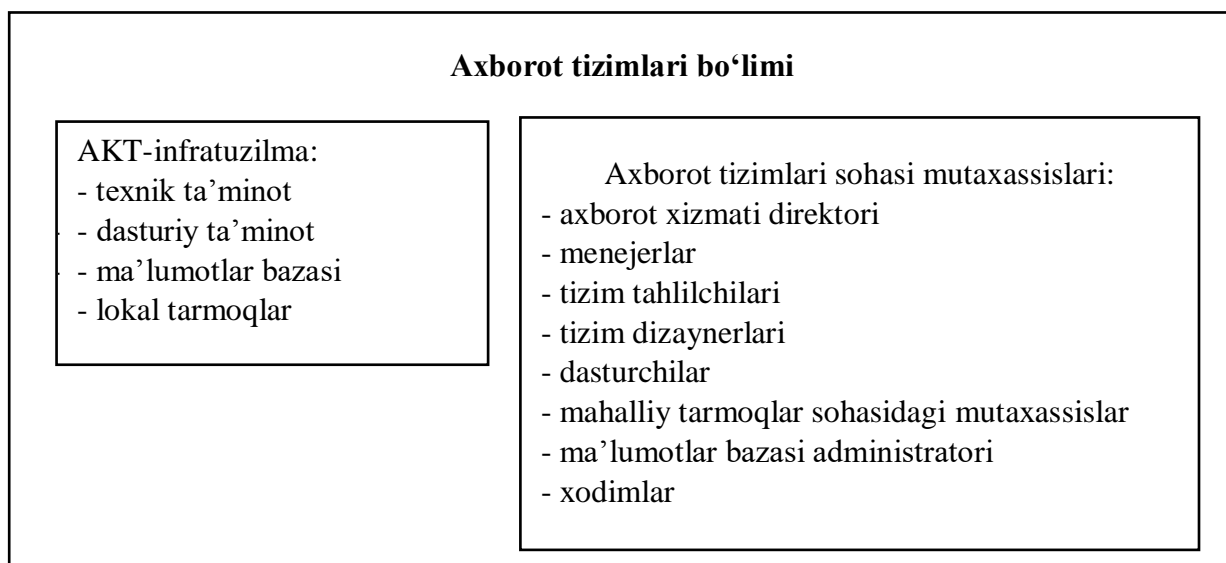 Axborot tizimlari bo‘limi
AKT-infratuzilma:
- texnik ta’minot
- dasturiy ta’minot
- ma’lumotlar bazasi
- lokal tarmoqlar
Axborot tizimlari sohasi mutaxassislari:
- axborot xizmati direktori
- menejerlar
- tizim tahlilchilari
- tizim dizaynerlari
- dasturchilar
- mahalliy tarmoqlar sohasidagi mutaxassislar
- ma’lumotlar bazasi administratori
- xodimlar